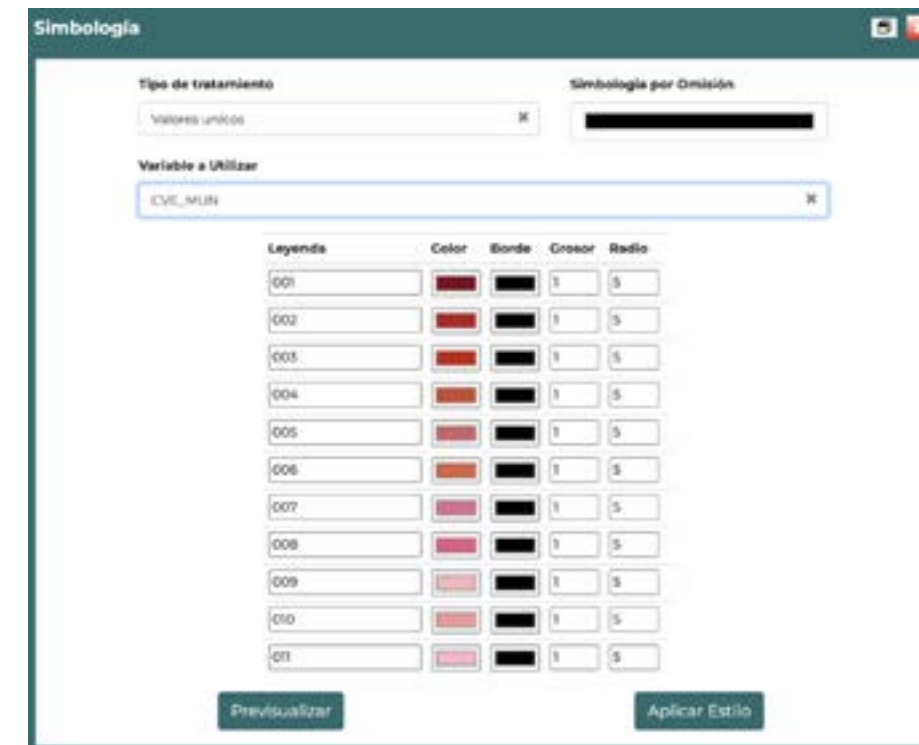 Simbología
Tipo de tratamiento Simbología por Omisión
Valores unicos ×
Variable a Utilizar
CVE_MUN ×
Leyenda Color Borde Grosor Radio
001 1 5
002 1 5
003 1 5
004 1 5
005 1 5
006 1 5
007 1 5
008 1 5
009 1 5
010 1 5
011 1 5
Previsualizar Aplicar Estilo